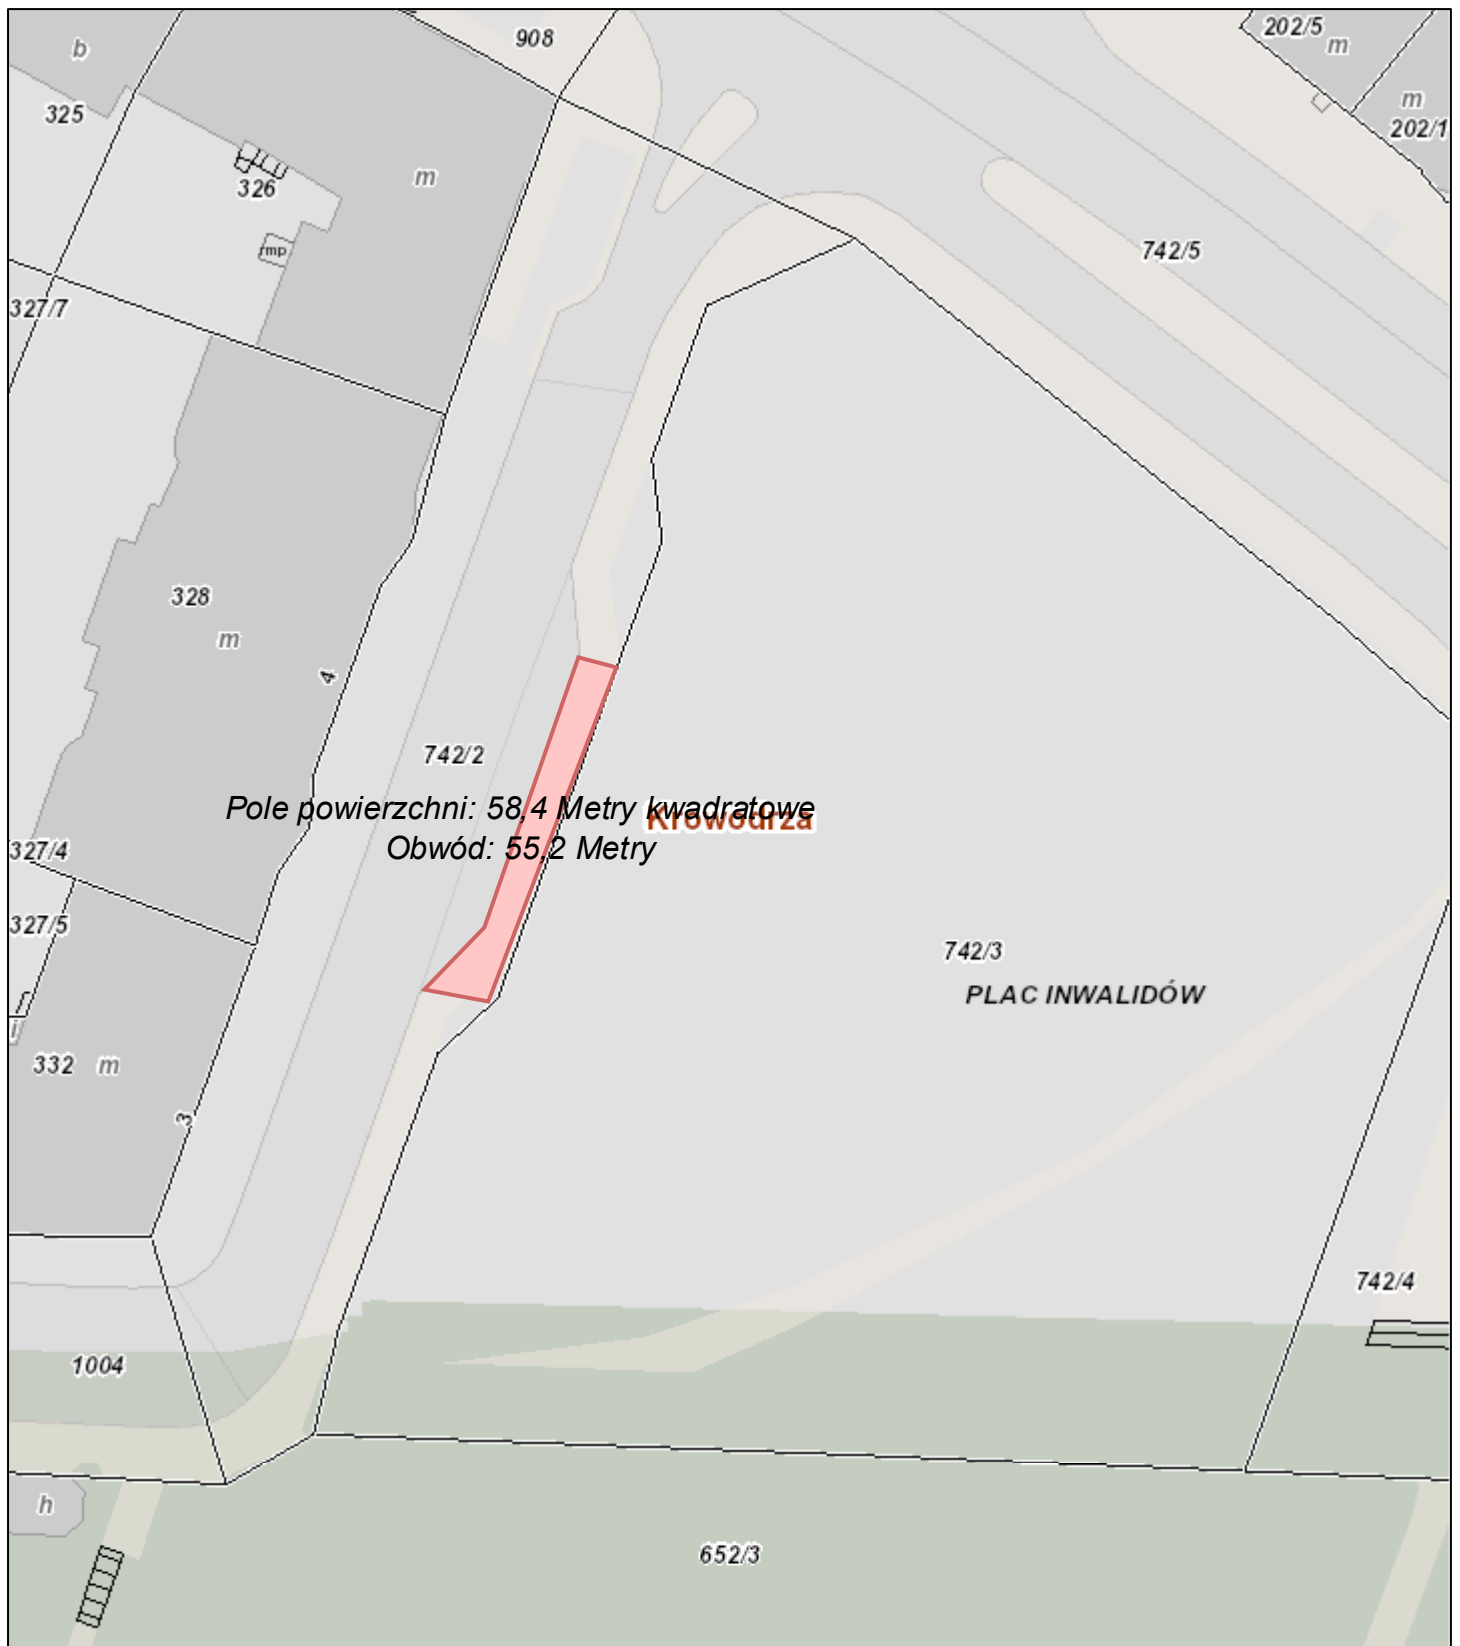 908
202/5
m
b
m
202/1
325
m
326
rmp
742/5
327/7
328
m
4
742/2
Pole powierzchni: 58,4 Metry kwadratowe
Krowodrza
Obwód: 55,2 Metry
327/4
327/5
742/3
PLAC INWALIDÓW
i
332 m
3
742/4
1004
h
652/3